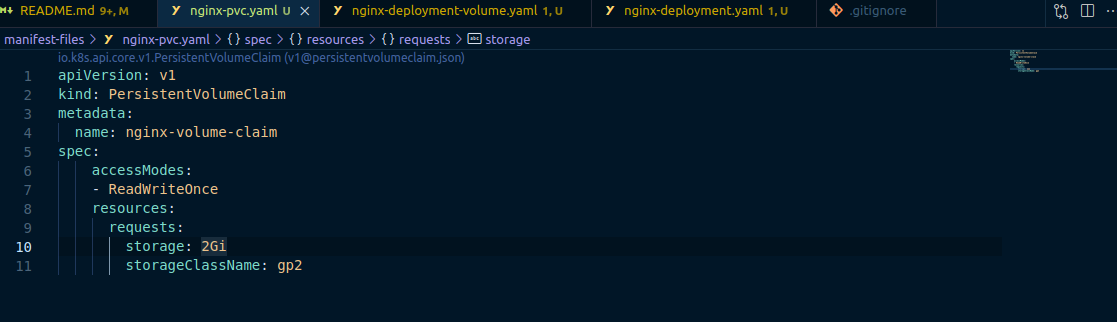 README.md 9+, M nginx-pvc.yaml U nginx-deployment-volume.yaml 1, U nginx-deployment.yaml 1, U .gitignore
manifest-files > nginx-pvc.yaml > {} spec > {} resources > {} requests > abc storage
io.k8s.api.core.v1.PersistentVolumeClaim (v1@persistentvolumeclaim.json)
1 apiVersion: v1
2 kind: PersistentVolumeClaim
3 metadata:
4 name: nginx-volume-claim
5 spec:
6 accessModes:
7 - ReadWriteOnce
8 resources:
9 requests:
10 storage: 2Gi
11 storageClassName: gp2